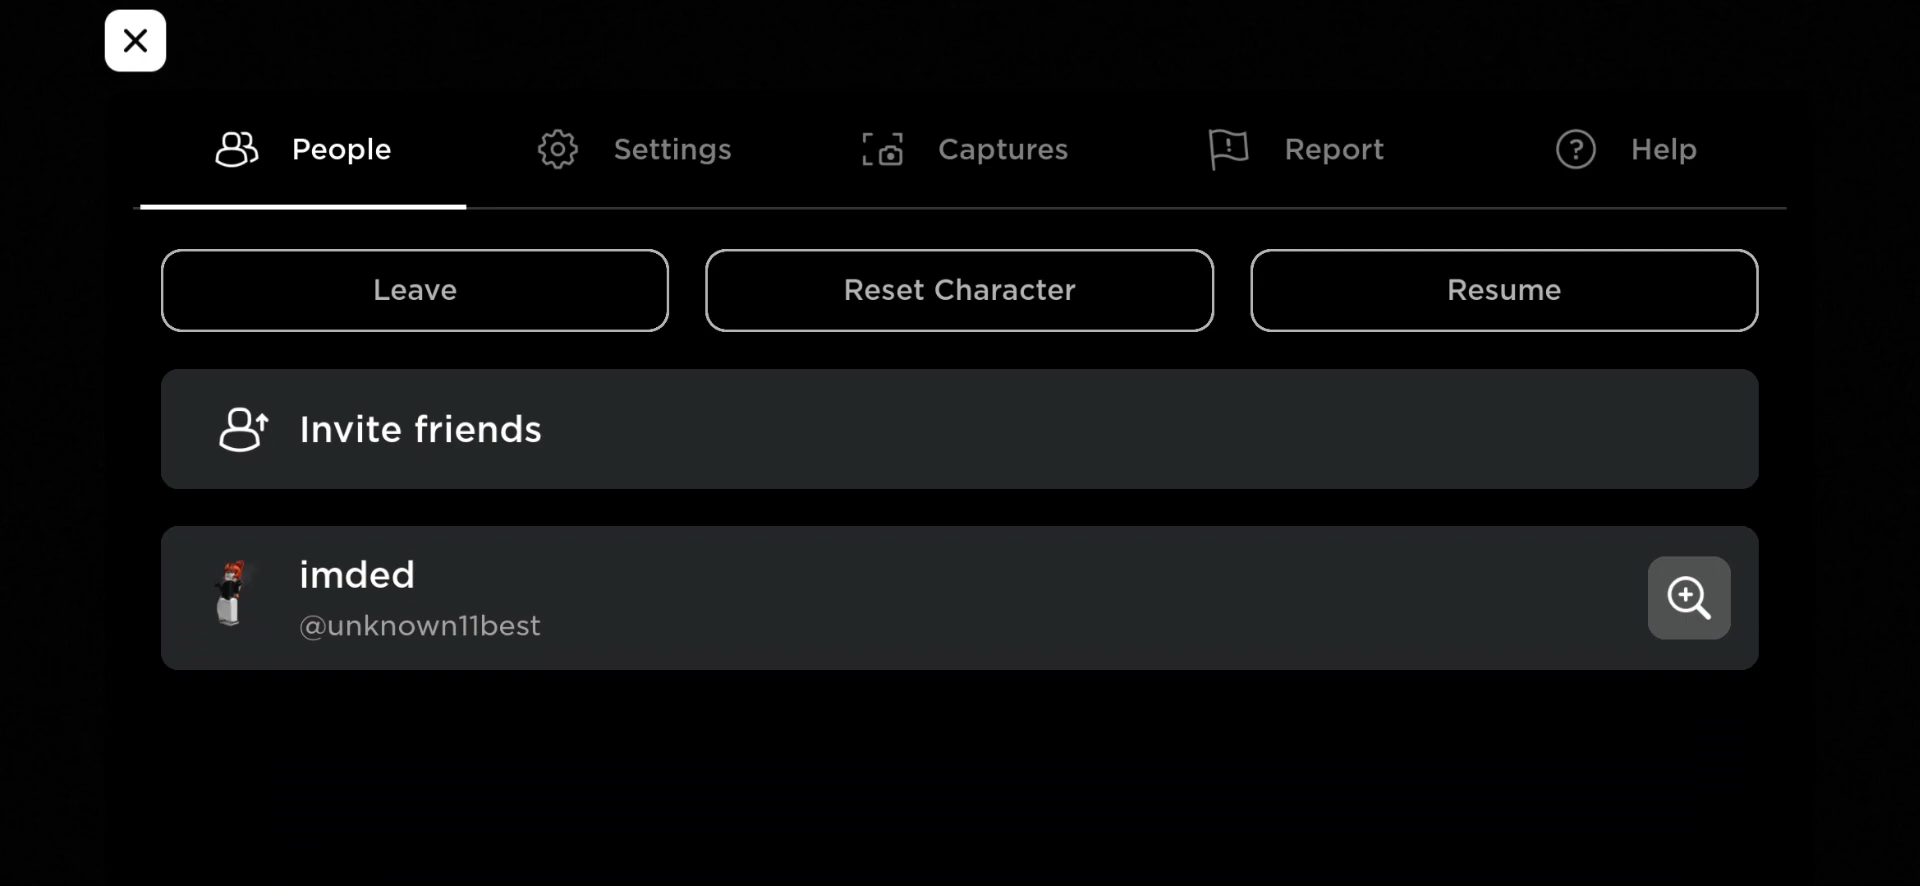 People
Settings
Captures
Report
Help
Leave
Reset Character
Resume
Invite friends
imded
@unknown11best